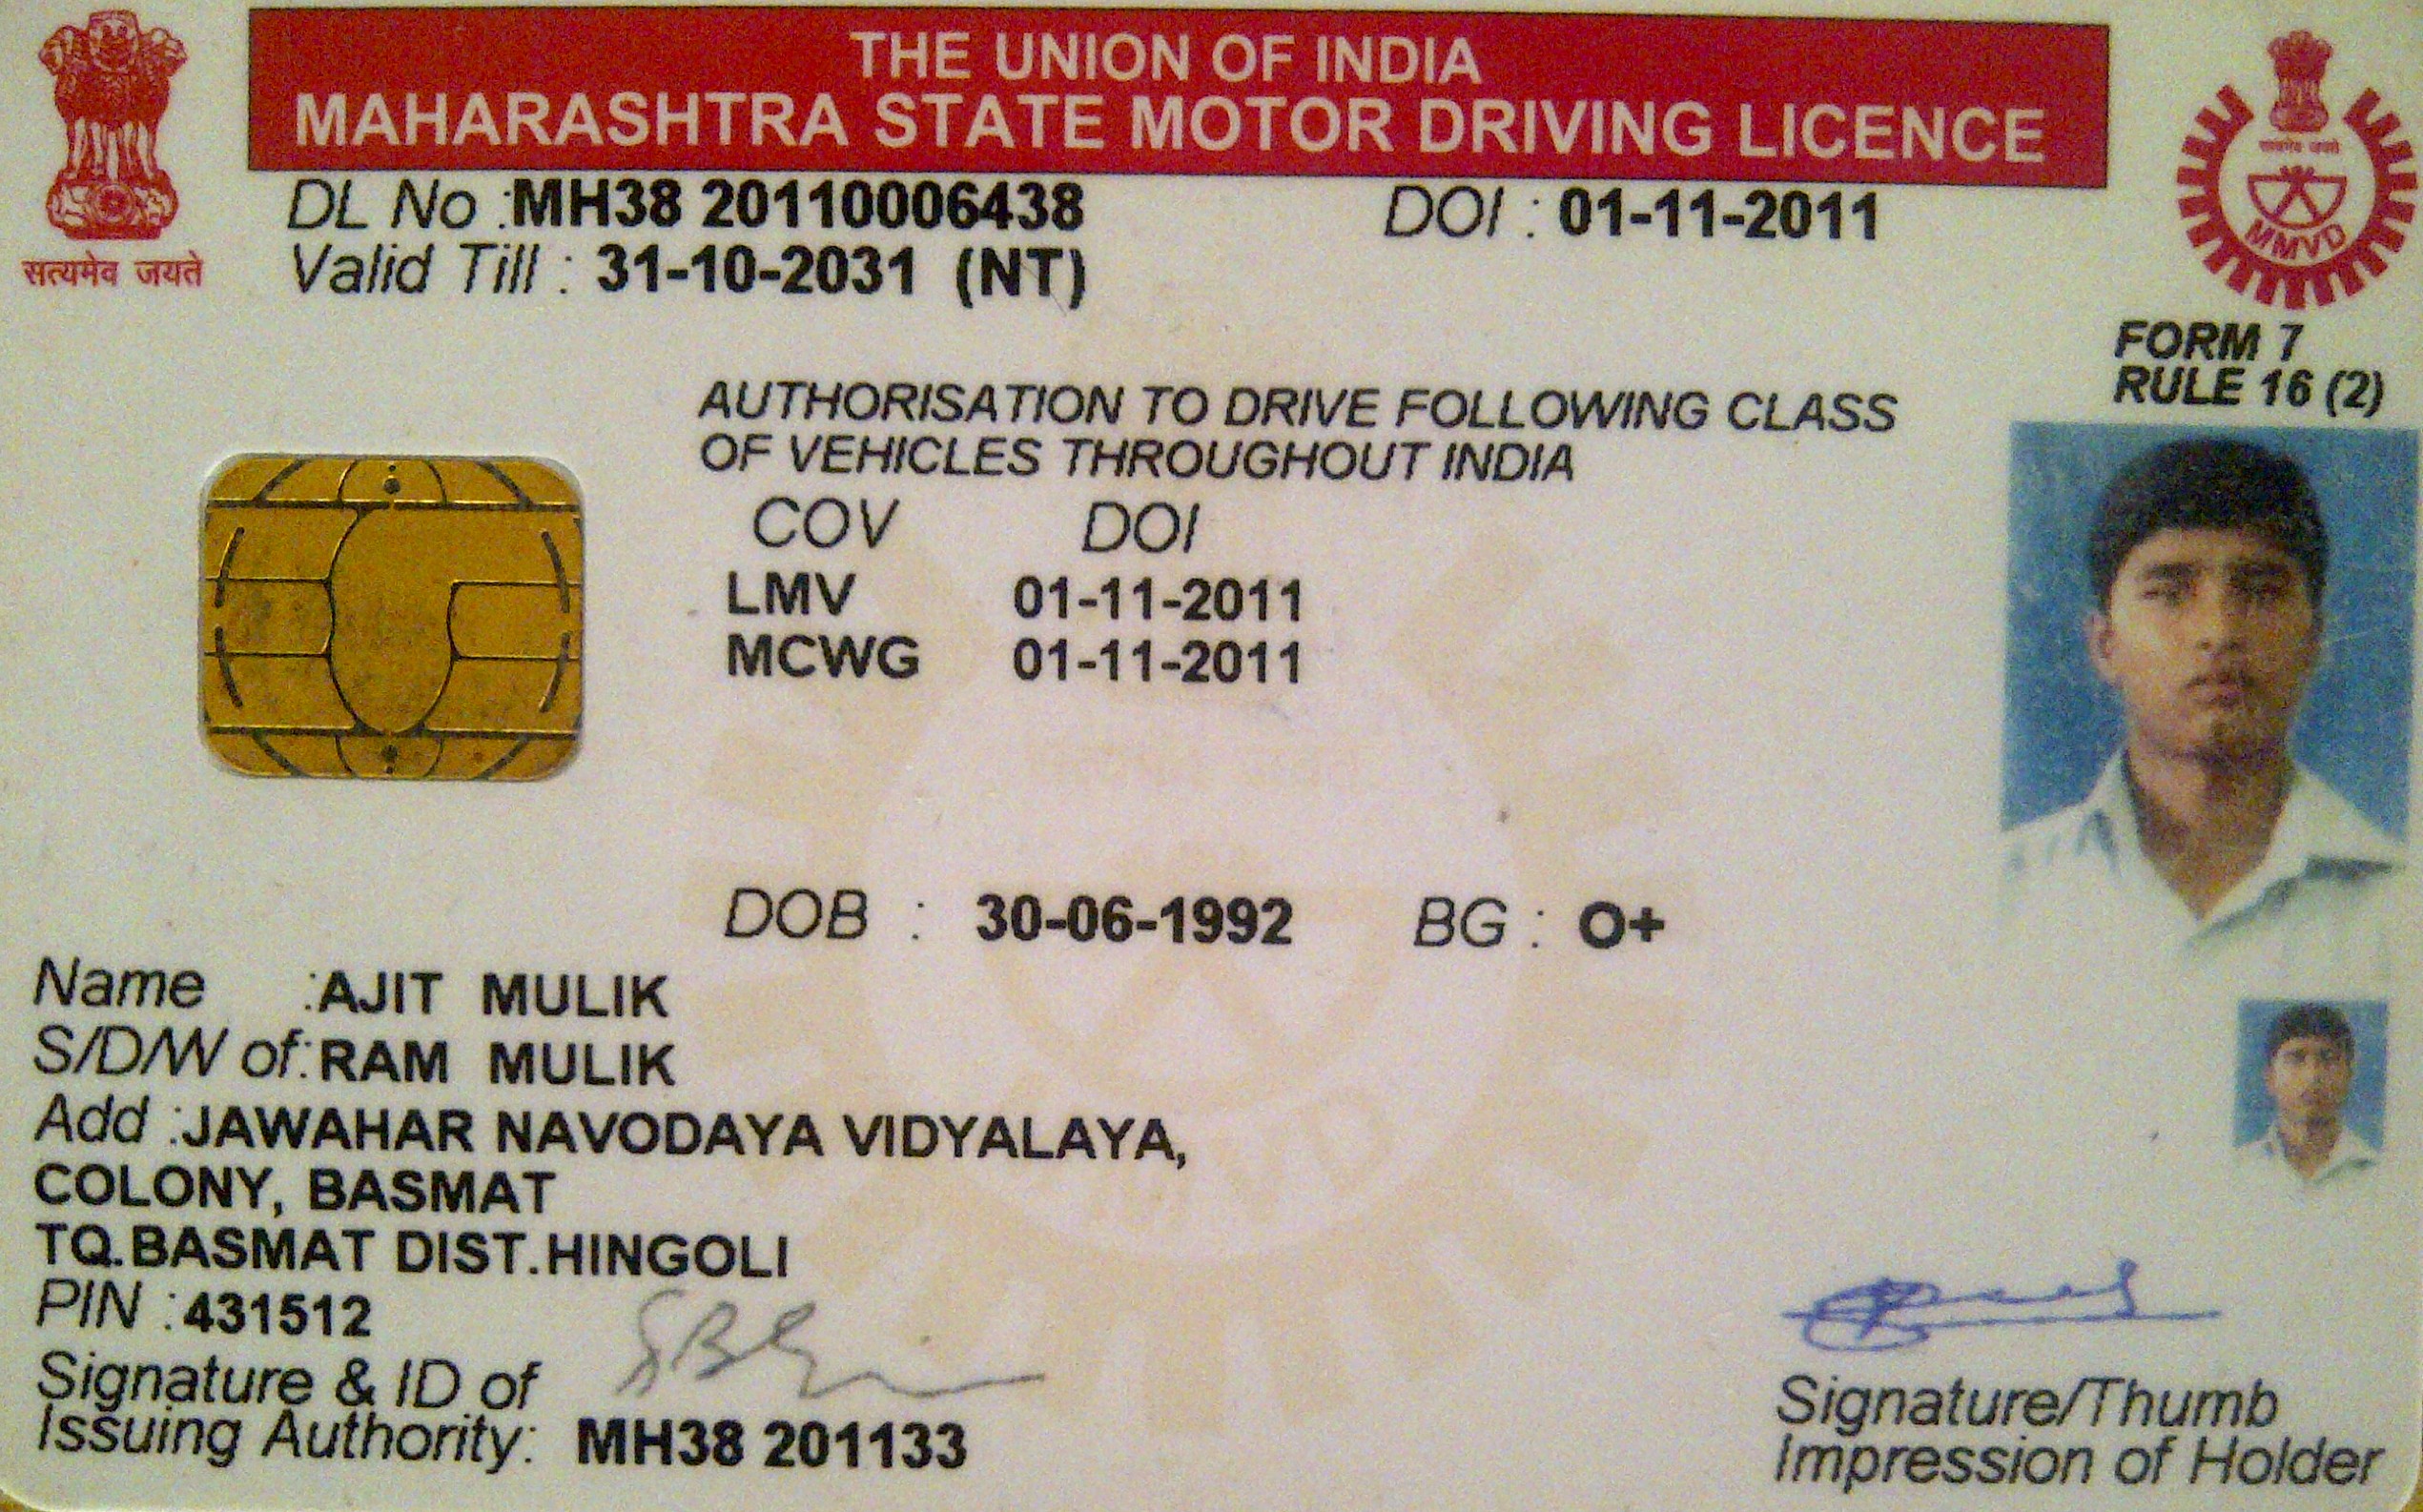 THE UNION OF INDIA
MAHARASHTRA STATE MOTOR DRIVING LICENCE
सत्यमेव जयते
DL No :MH38 20110006438 DOI : 01-11-2011
Valid Till : 31-10-2031 (NT)
सत्यमेव जयते
MMVD
FORM 7
RULE 16 (2)
AUTHORISATION TO DRIVE FOLLOWING CLASS
OF VEHICLES THROUGHOUT INDIA
COV DOI
LMV 01-11-2011
MCWG 01-11-2011
DOB : 30-06-1992 BG : O+
Name :AJIT MULIK
S/D/W of:RAM MULIK
Add :JAWAHAR NAVODAYA VIDYALAYA,
COLONY, BASMAT
TQ.BASMAT DIST.HINGOLI
PIN :431512
Signature & ID of
Issuing Authority: MH38 201133
Signature/Thumb
Impression of Holder